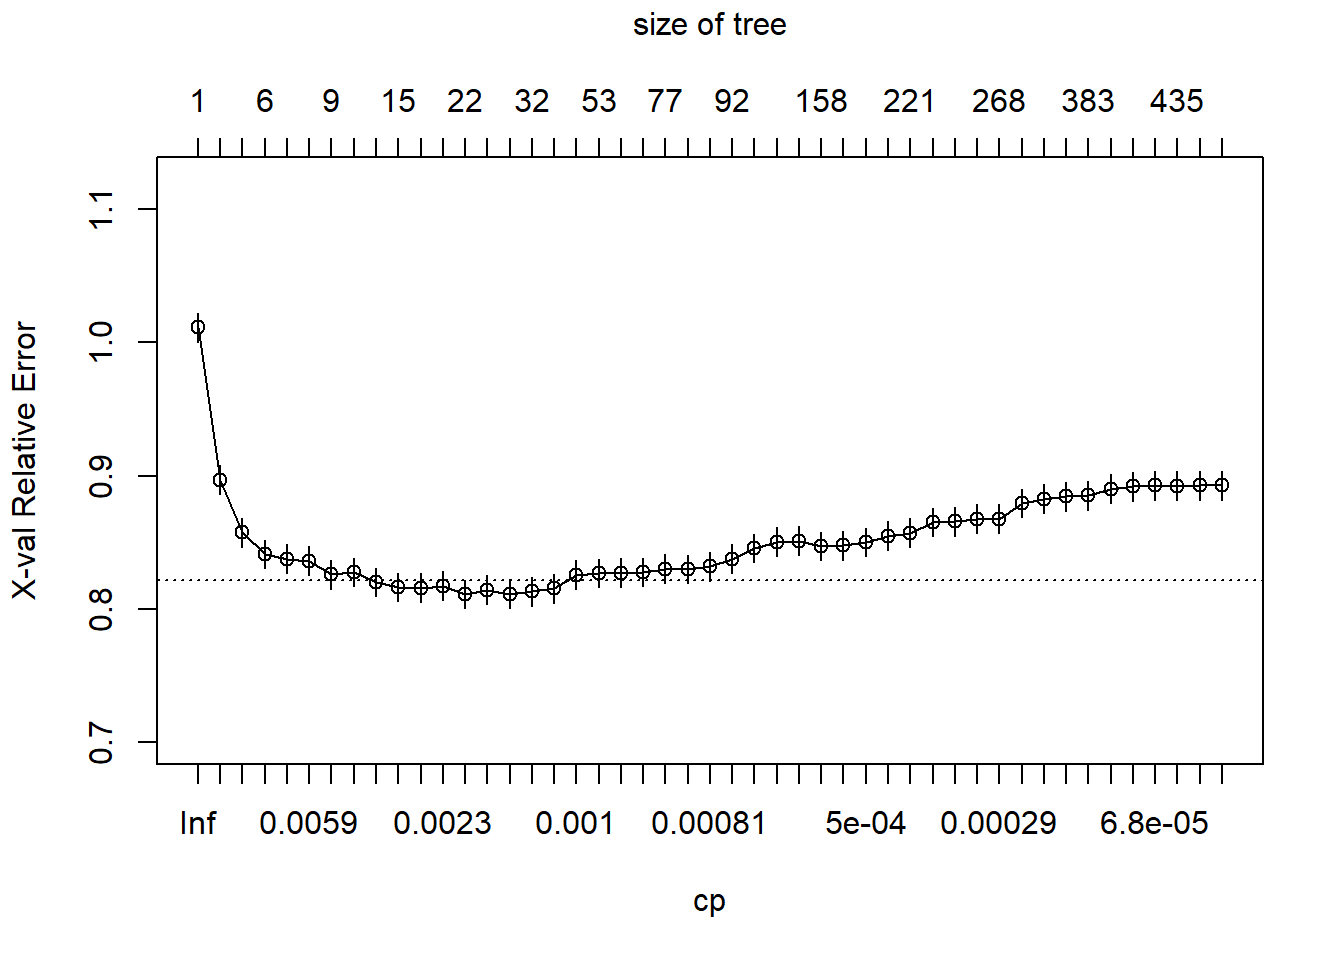 size of tree
1 6 9 15 22 32 53 77 92 158 221 268 383 435
X-val Relative Error
1.1
1.0
0.9
0.8
0.7
Inf 0.0059 0.0023 0.001 0.00081 5e-04 0.00029 6.8e-05
cp